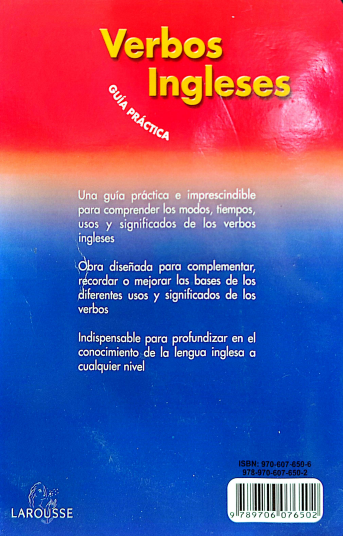 Verbos
Ingleses
GUÍA PRÁCTICA
Una guía práctica e imprescindible
para comprender los modos, tiempos,
usos y significados de los verbos
ingleses
Obra diseñada para complementar,
recordar o mejorar las bases de los
diferentes usos y significados de los
verbos
Indispensable para profundizar en el
conocimiento de la lengua inglesa a
cualquier nivel
ISBN: 970-607-650-6
978-970-607-650-2
9 789706 076502
LAROUSSE